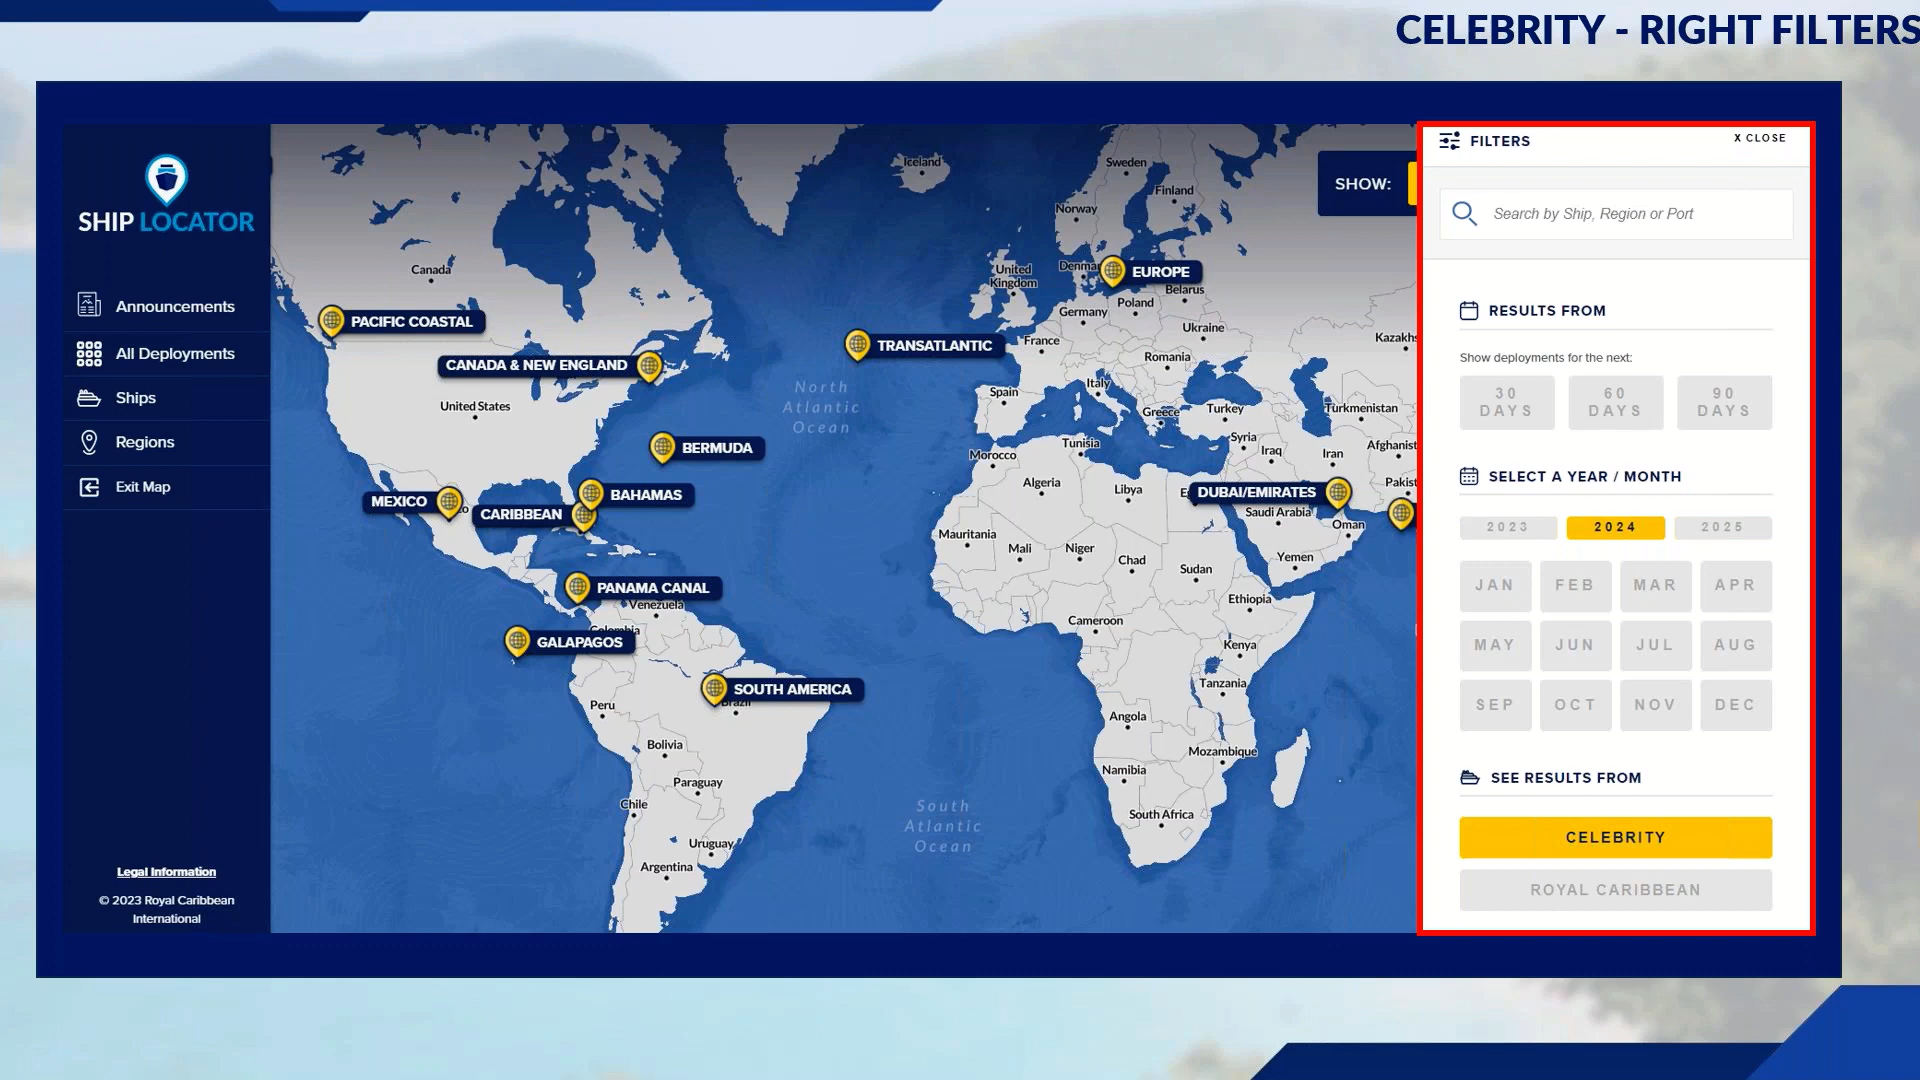 CELEBRITY - RIGHT FILTERS
SHIP LOCATOR
Announcements
All Deployments
Ships
Regions
Exit Map
Legal Information
© 2023 Royal Caribbean
International
Iceland
Sweden
Finland
Norway
Canada
United
Kingdom
EUROPE
Belarus
Poland
Germany
Ukraine
PACIFIC COASTAL
TRANSATLANTIC
France
Romania
CANADA & NEW ENGLAND
North
Atlantic
Ocean
Italy
Spain
United States
Greece
Turkey
Turkmenistan
BERMUDA
Tunisia
Syria
Iraq
Iran
Morocco
Algeria
Libya
DUBAI/EMIRATES
MEXICO
BAHAMAS
CARIBBEAN
Saudi Arabia
Oman
Mauritania
Mali
Niger
Chad
Sudan
Yemen
PANAMA CANAL
Venezuela
Ethiopia
Cameroon
GALAPAGOS
Kenya
SOUTH AMERICA
Tanzania
Peru
Angola
Bolivia
Mozambique
Namibia
Paraguay
Chile
South
Atlantic
Ocean
South Africa
Uruguay
Argentina
SHOW:
FILTERS
X CLOSE
Search by Ship, Region or Port
RESULTS FROM
Show deployments for the next:
30
DAYS
60
DAYS
90
DAYS
SELECT A YEAR / MONTH
2023 2024 2025
JAN FEB MAR APR
MAY JUN JUL AUG
SEP OCT NOV DEC
SEE RESULTS FROM
CELEBRITY
ROYAL CARIBBEAN